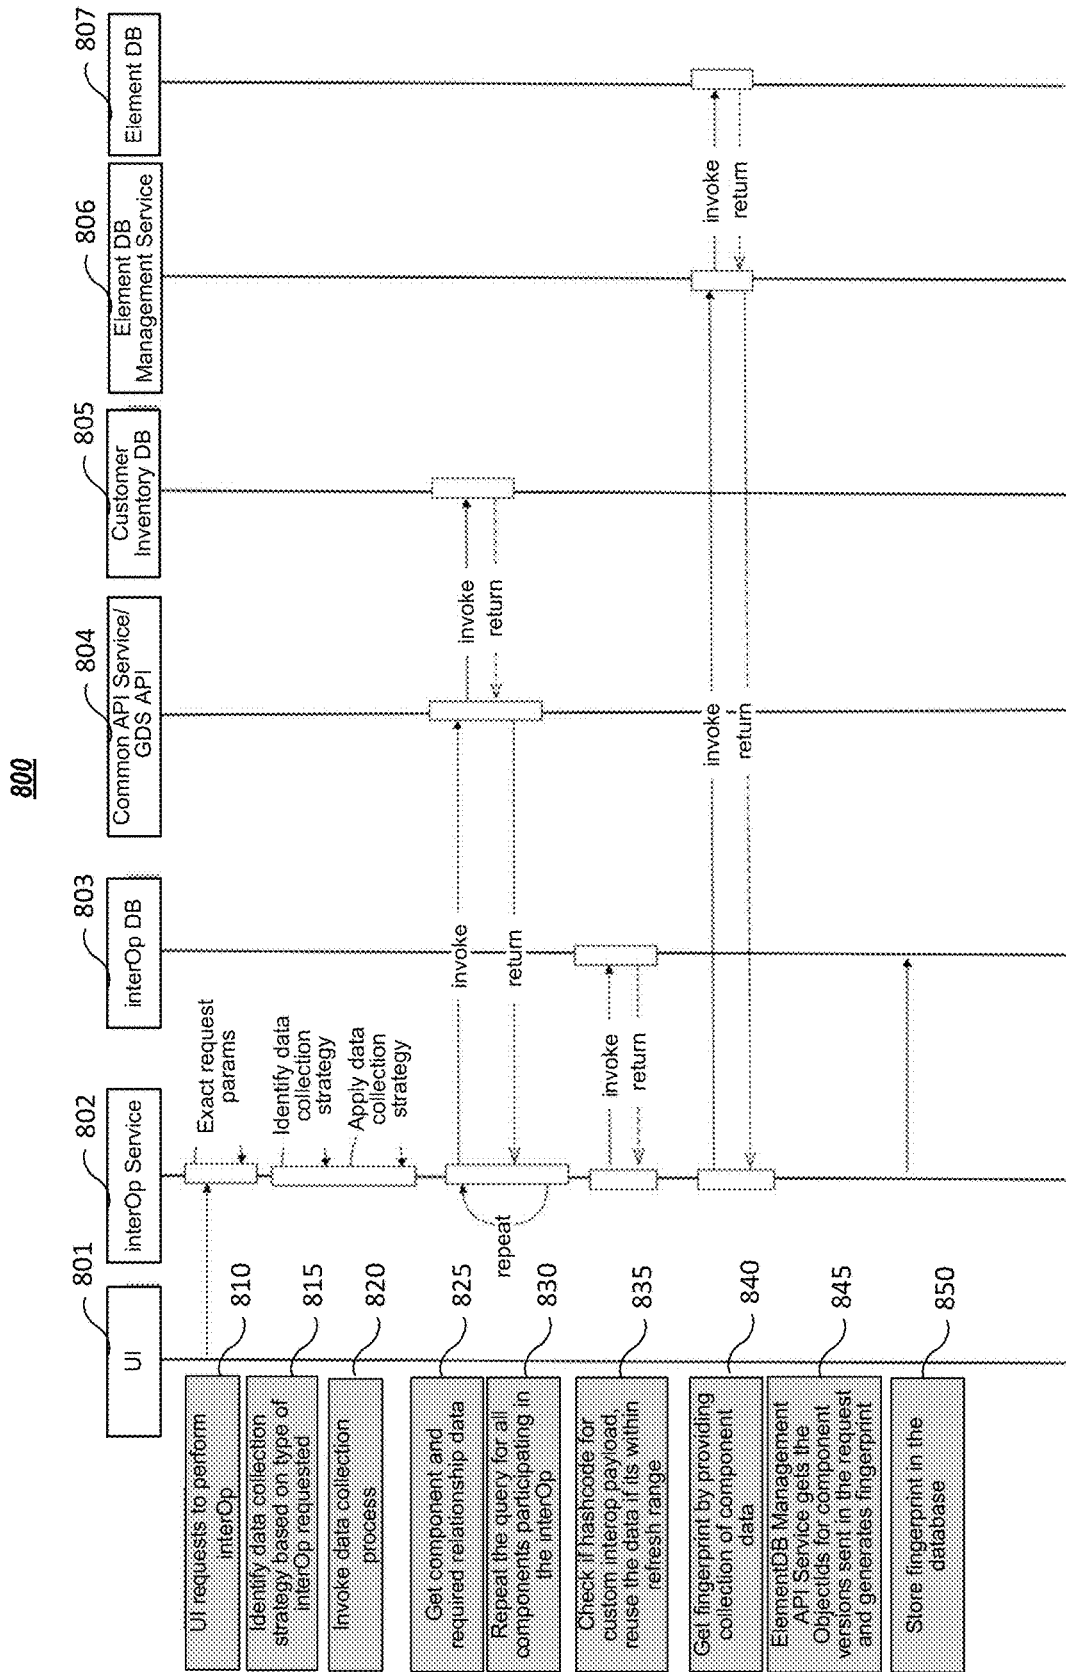 800
801
UI
802
interOp Service
803
interOp DB
804
Common API Service/
GDS API
805
Customer
Inventory DB
806
Element DB
Management Service
807
Element DB
UI requests to perform
interOp
810
Exact request
params
Identify data collection
strategy based on type of
interOp requested
815
Identify data
collection
strategy
Invoke data collection
process
820
Apply data
collection
strategy
Get component and
required relationship data
825
invoke
invoke
return
return
Repeat the query for all
components participating in
the interOp
830
repeat
Check if hashcode for
custom interop payload,
reuse the data if its within
refresh range
835
invoke
return
Get fingerprint by providing
collection of component
data
840
invoke
return
invoke
return
ElementDB Management
API Service gets the
ObjectIds for component
versions sent in the request
and generates fingerprint
845
Store fingerprint in the
database
850